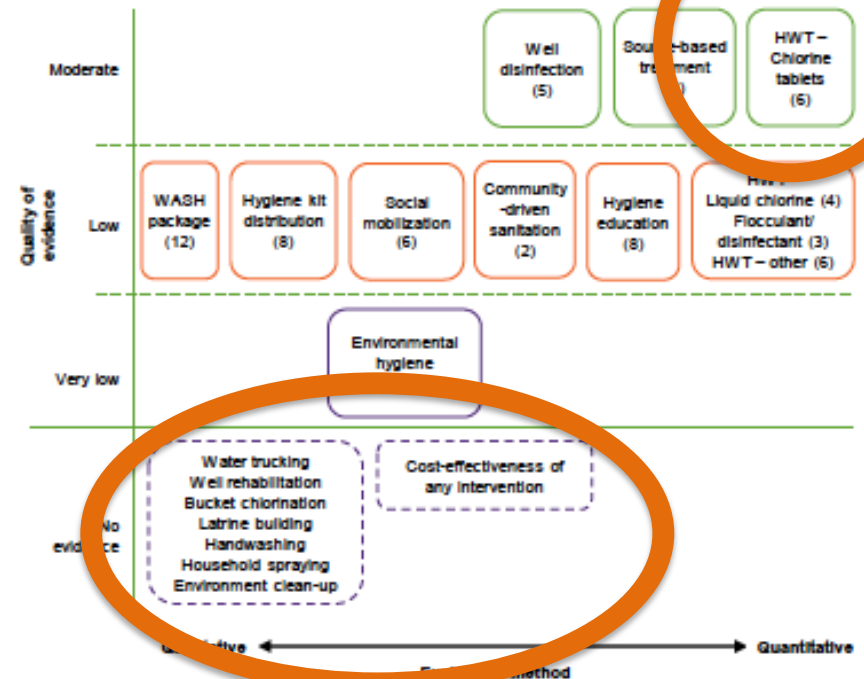 Moderate
Well
disinfection
(5)
-based
HWT –
Chlorine
tablets
(6)
Quality of
evidence
Low
WASH
package
(12)
Hygiene kit
distribution
(8)
Social
mobilization
(6)
Community
-driven
sanitation
(2)
Hygiene
education
(8)
Liquid chlorine (4)
Flocculant/
disinfectant (3)
HWT – other (6)
Very low
Environmental
hygiene
No
Water trucking
Well rehabilitation
Bucket chlorination
Latrine building
Handwashing
Household spraying
Environment clean-up
Cost-effectiveness of
any intervention
Quantitative